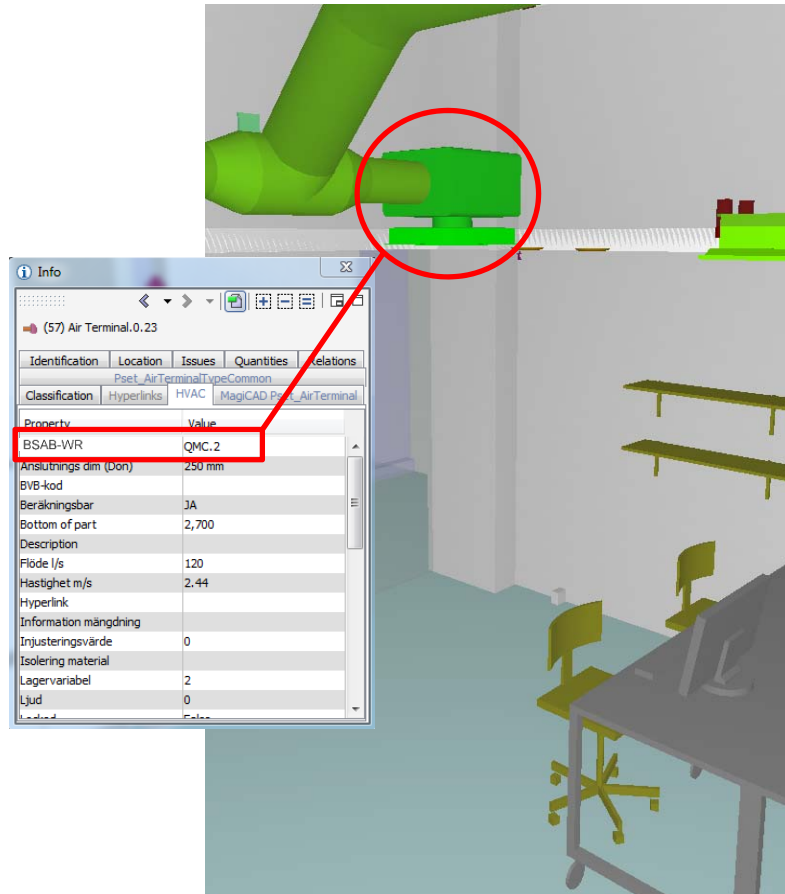 Info
(57) Air Terminal.0.23
Identification Location Issues Quantities Relations
Pset_AirTerminalTypeCommon
Classification Hyperlinks HVAC MagiCAD Pset_AirTerminal
Property Value
BSAB-WR QMC.2
Anslutnings dim (Don) 250 mm
BVB-kod
Beräkningsbar JA
Bottom of part 2,700
Description
Flöde l/s 120
Hastighet m/s 2.44
Hyperlink
Information mängdning
Injusteringsvärde 0
Isolering material
Lagervariabel 2
Ljud 0